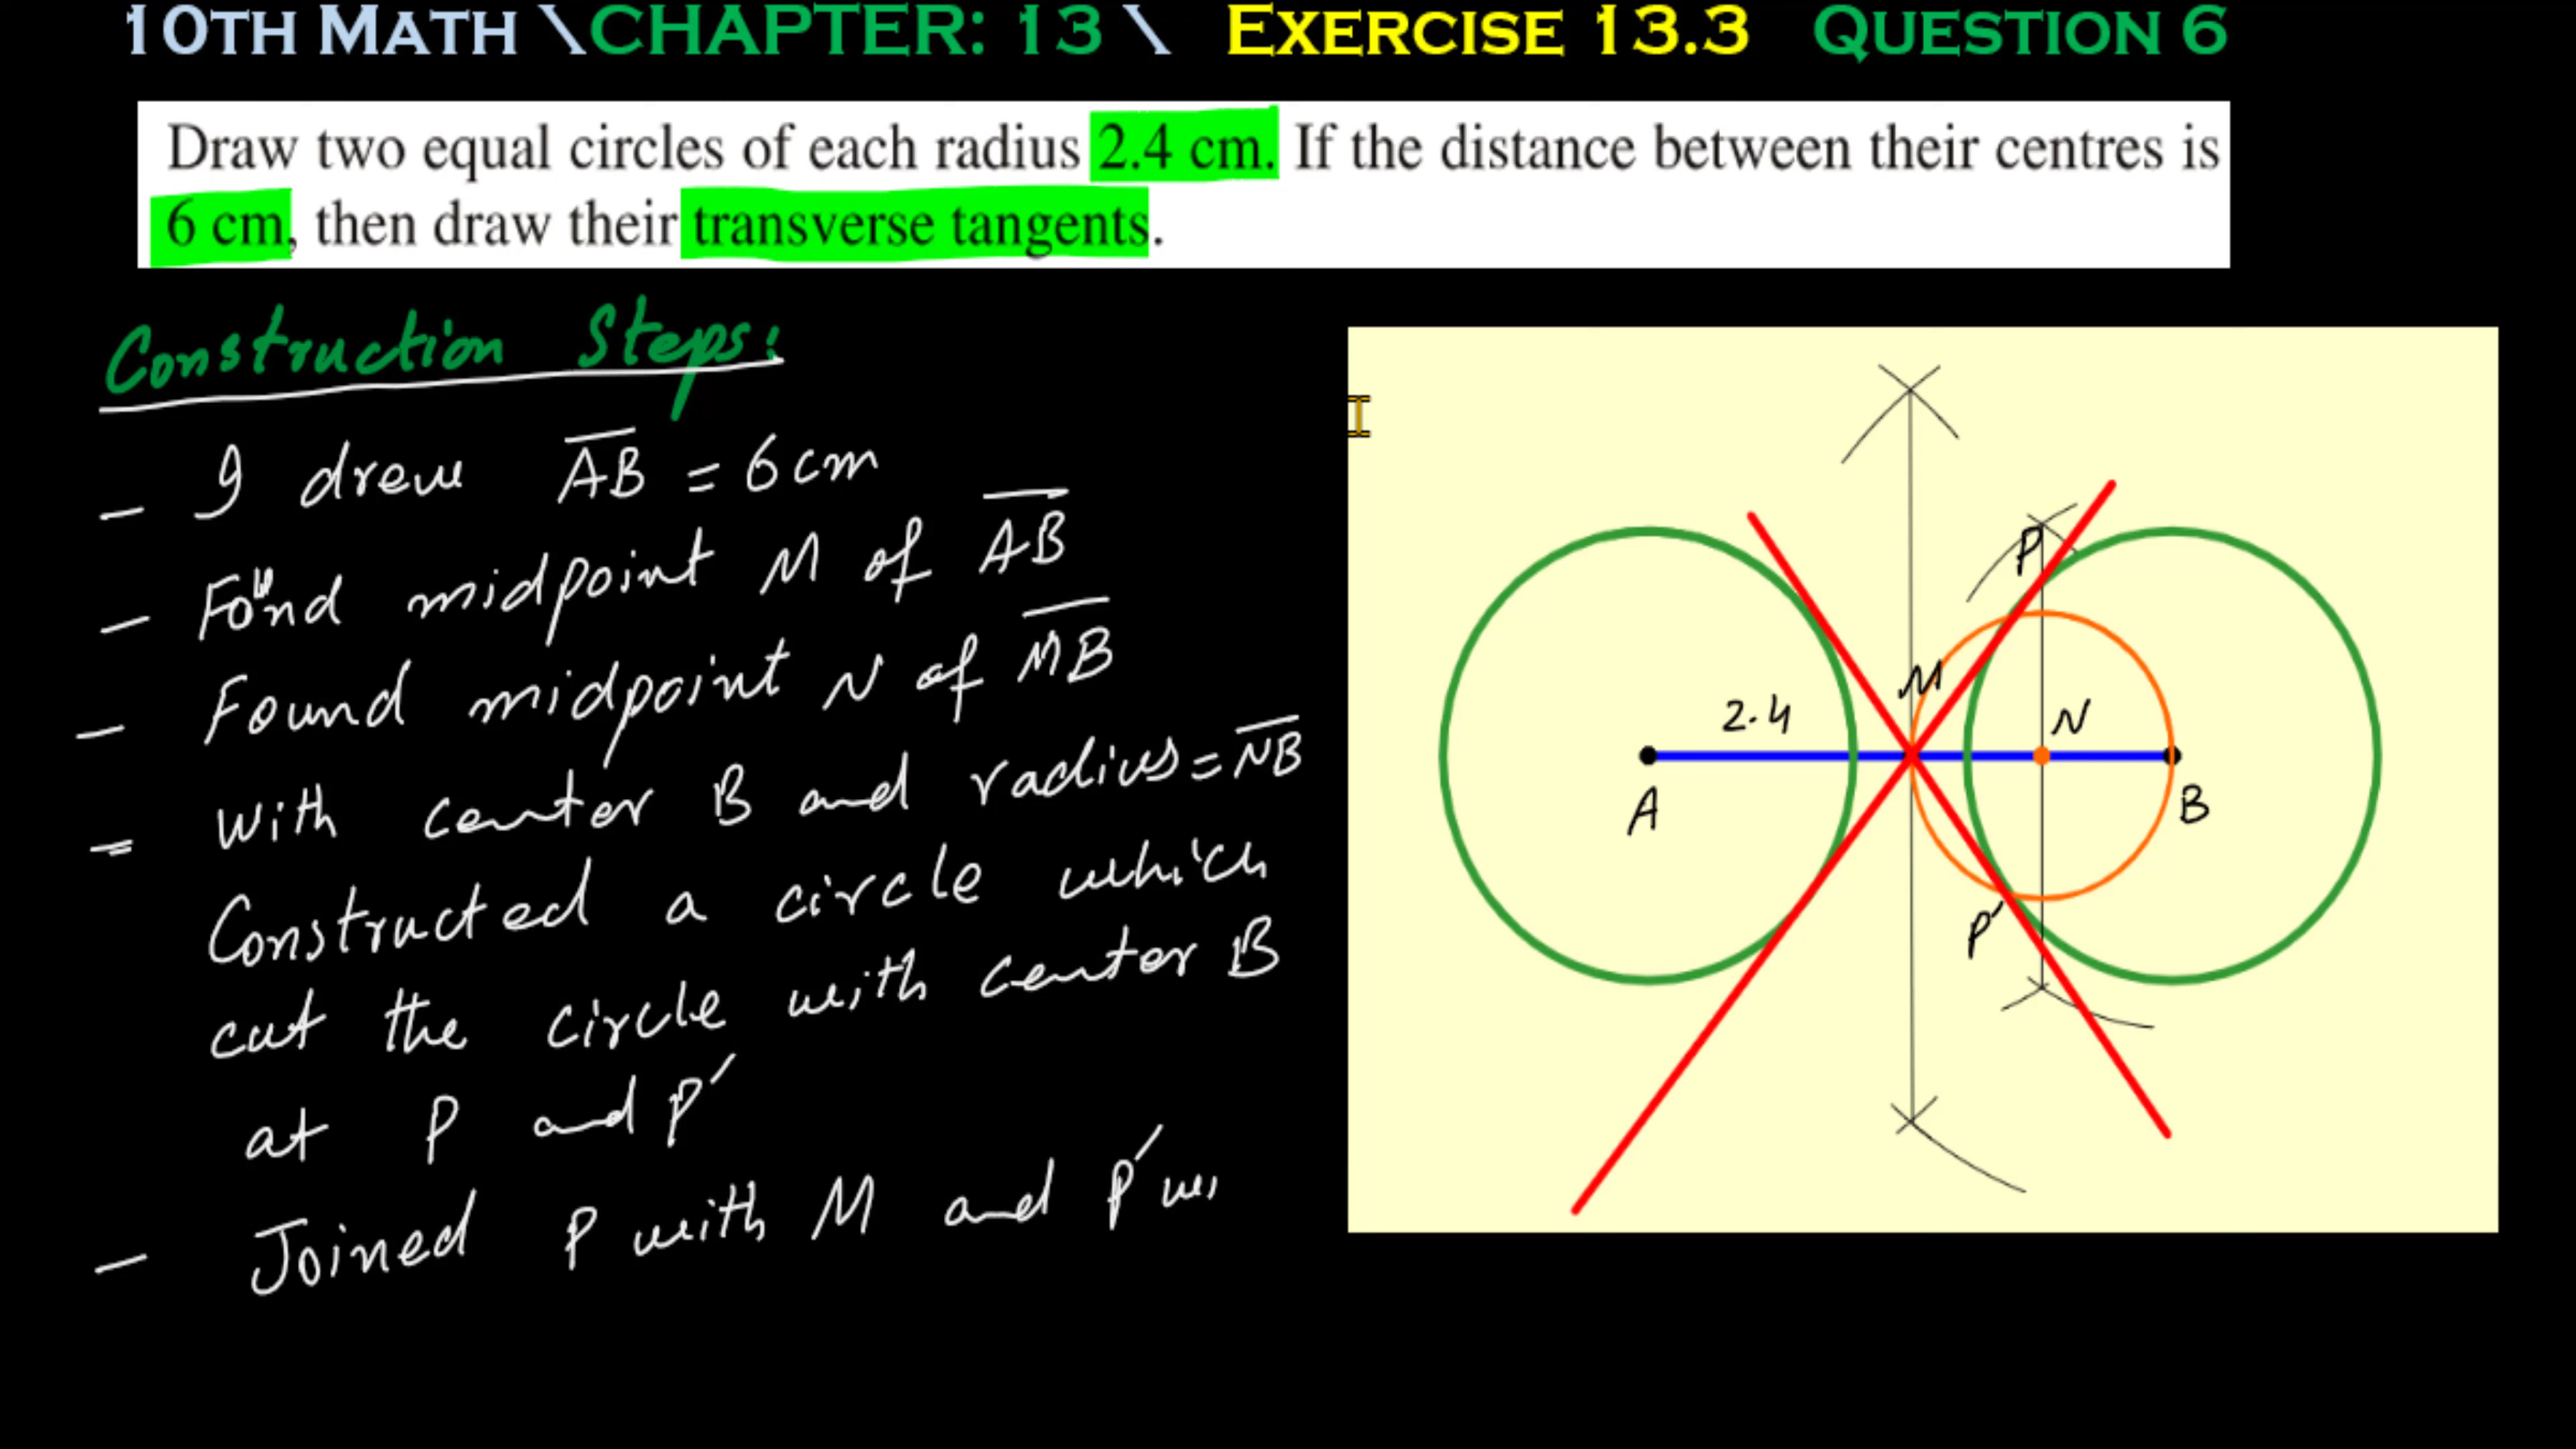 10TH MATH \CHAPTER: 13 \ EXERCISE 13.3 QUESTION 6
Draw two equal circles of each radius 2.4 cm. If the distance between their centres is
6 cm, then draw their transverse tangents.
Construction Steps:
- I drew AB = 6cm
- Found midpoint M of AB
- Found midpoint N of MB
= With center B and radius = NB
Constructed a circle which
cut the circle with center B
at P and P′
- Joined P with M and P′ wi
P
M
2.4
N
A
B
P′